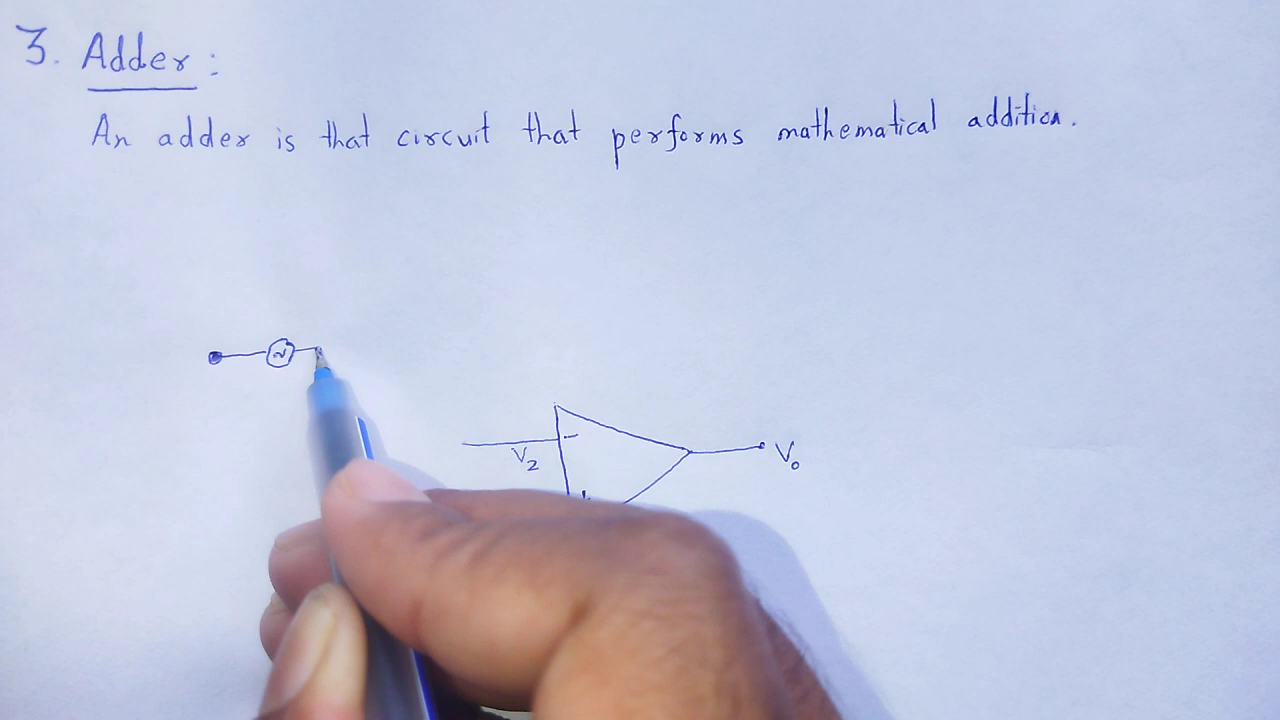 3. Adder :
An adder is that circuit that performs mathematical addition.
V2
Vo